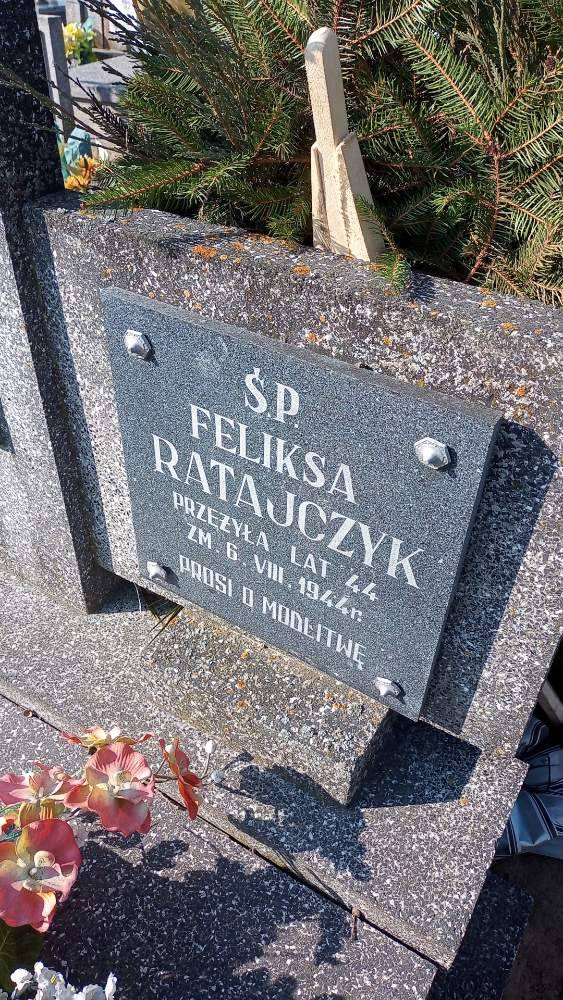 Ś.P.
FELIKSA
RATAJCZYK
PRZEŻYŁA LAT 44
ZM. 6. VIII. 1944r.
PROSI O MODLITWĘ